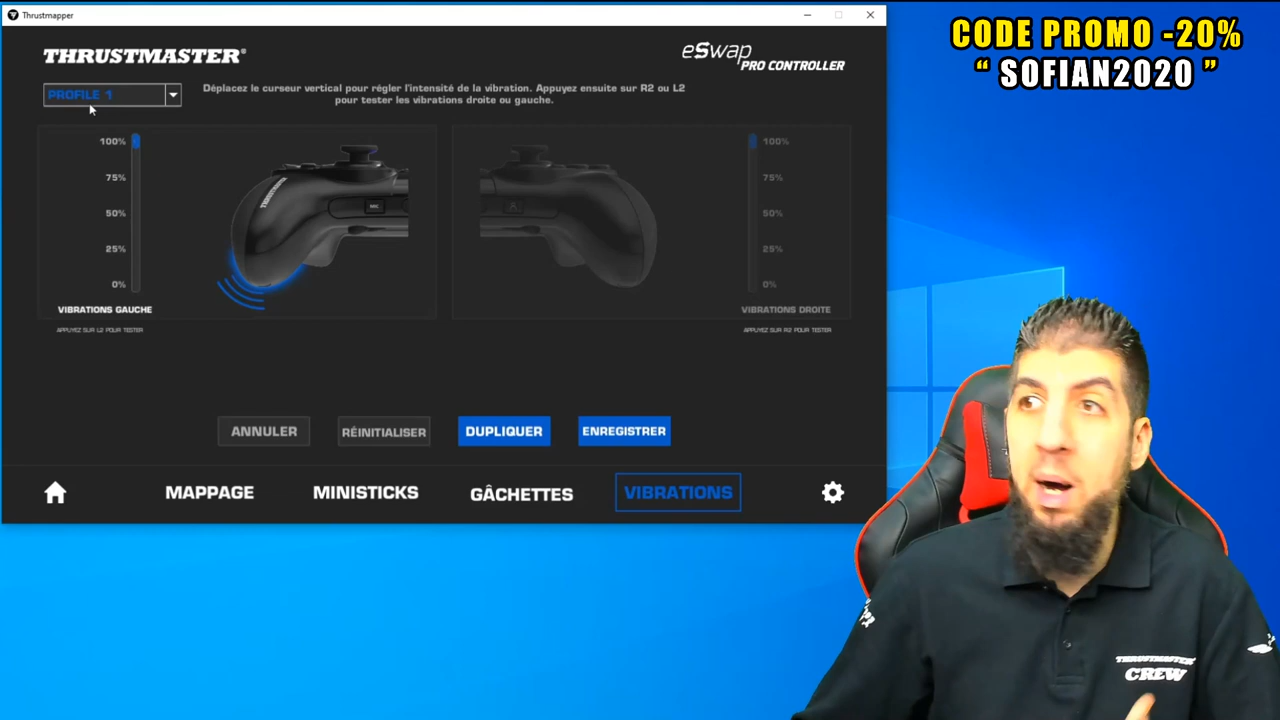 Thrustmapper
THRUSTMASTER®
eSwap
PRO CONTROLLER
CODE PROMO -20%
“ SOFIAN2020 ”
PROFILE 1
Déplacez le curseur vertical pour régler l'intensité de la vibration. Appuyez ensuite sur R2 ou L2
pour tester les vibrations droite ou gauche.
100%
75%
50%
25%
0%
THRUSTMASTER
MIC
100%
75%
50%
25%
0%
VIBRATIONS GAUCHE
APPUYEZ SUR L2 POUR TESTER
VIBRATIONS DROITE
APPUYEZ SUR R2 POUR TESTER
ANNULER
RÉINITIALISER
DUPLIQUER
ENREGISTRER
MAPPAGE
MINISTICKS
GÂCHETTES
VIBRATIONS
THRUSTMASTER
CREW